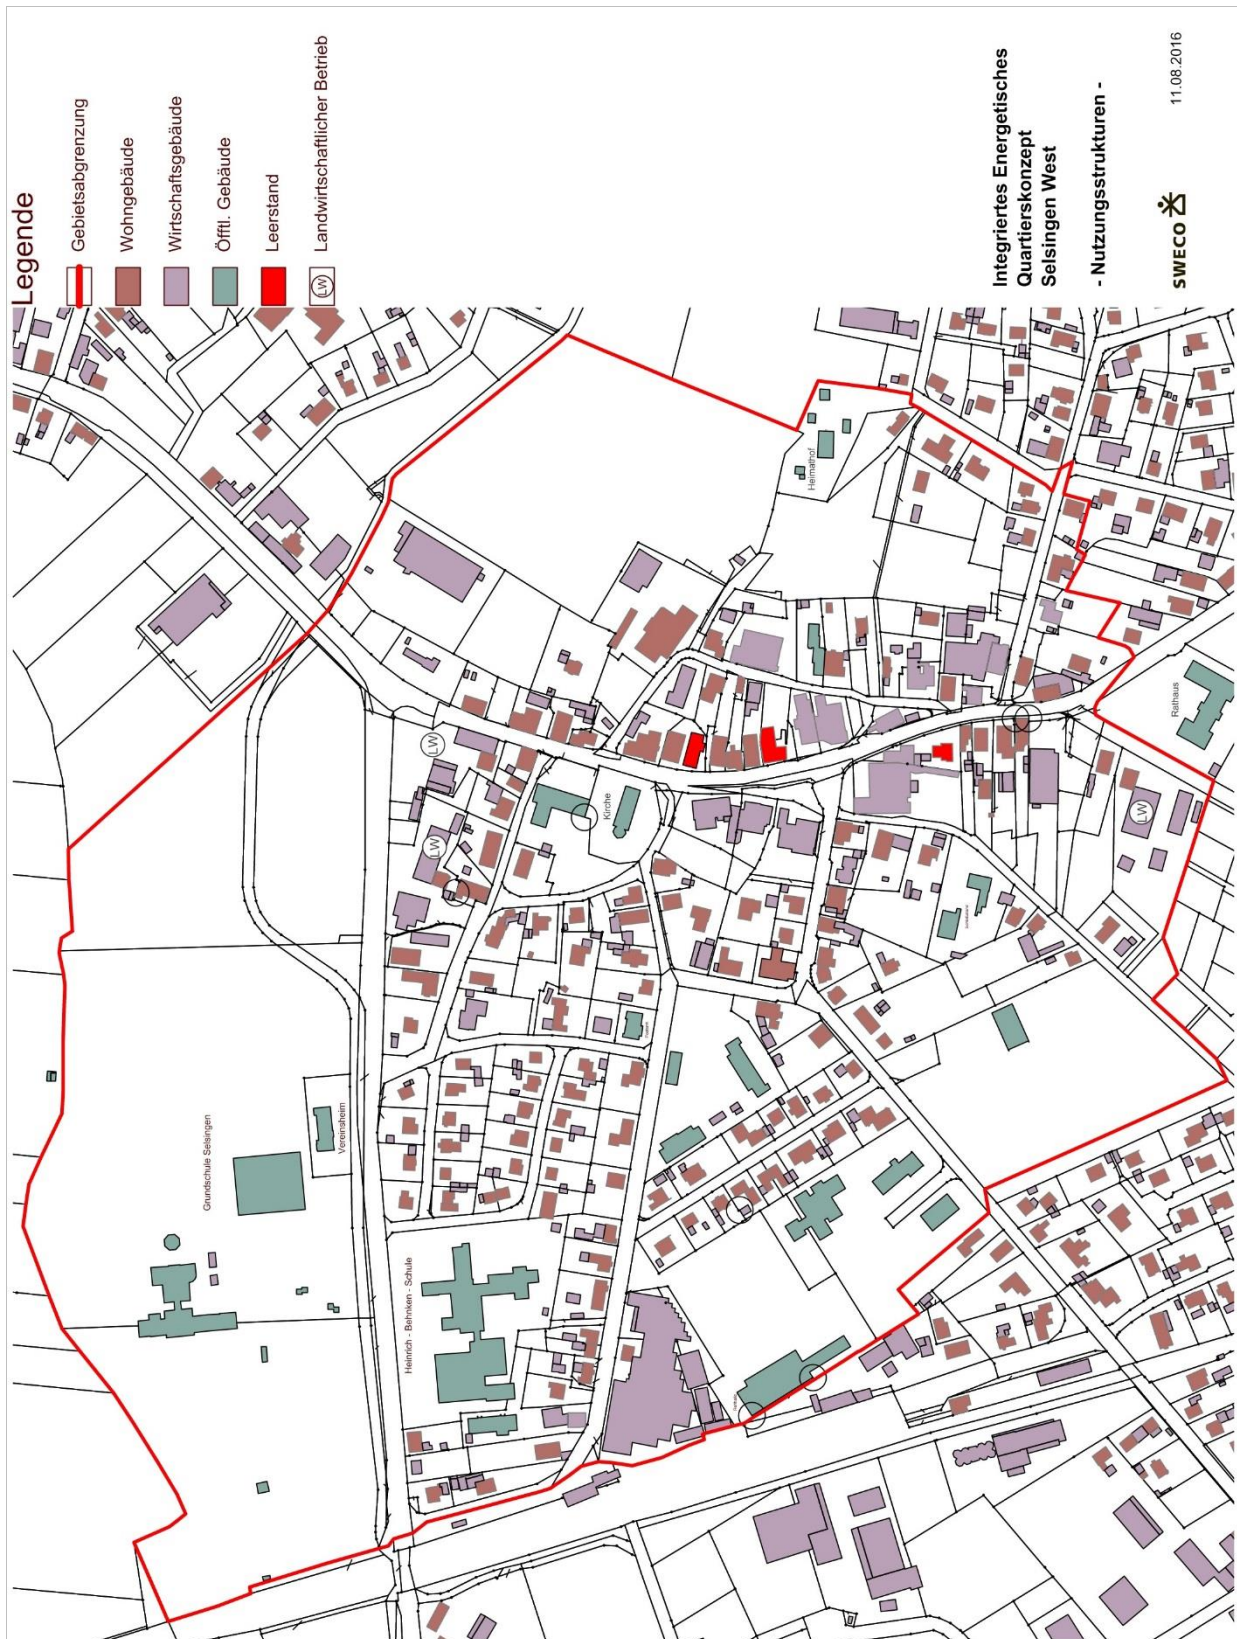 Legende
Gebietsabgrenzung
Wohngebäude
Wirtschaftsgebäude
Öfftl. Gebäude
Leerstand
LW Landwirtschaftlicher Betrieb
Integriertes Energetisches
Quartierskonzept
Selsingen West
- Nutzungsstrukturen -
sweco
11.08.2016
Grundschule Selsingen
Vereinsheim
Heinrich - Behnken - Schule
LW
LW
Kirche
Heimathof
Rathaus
LW